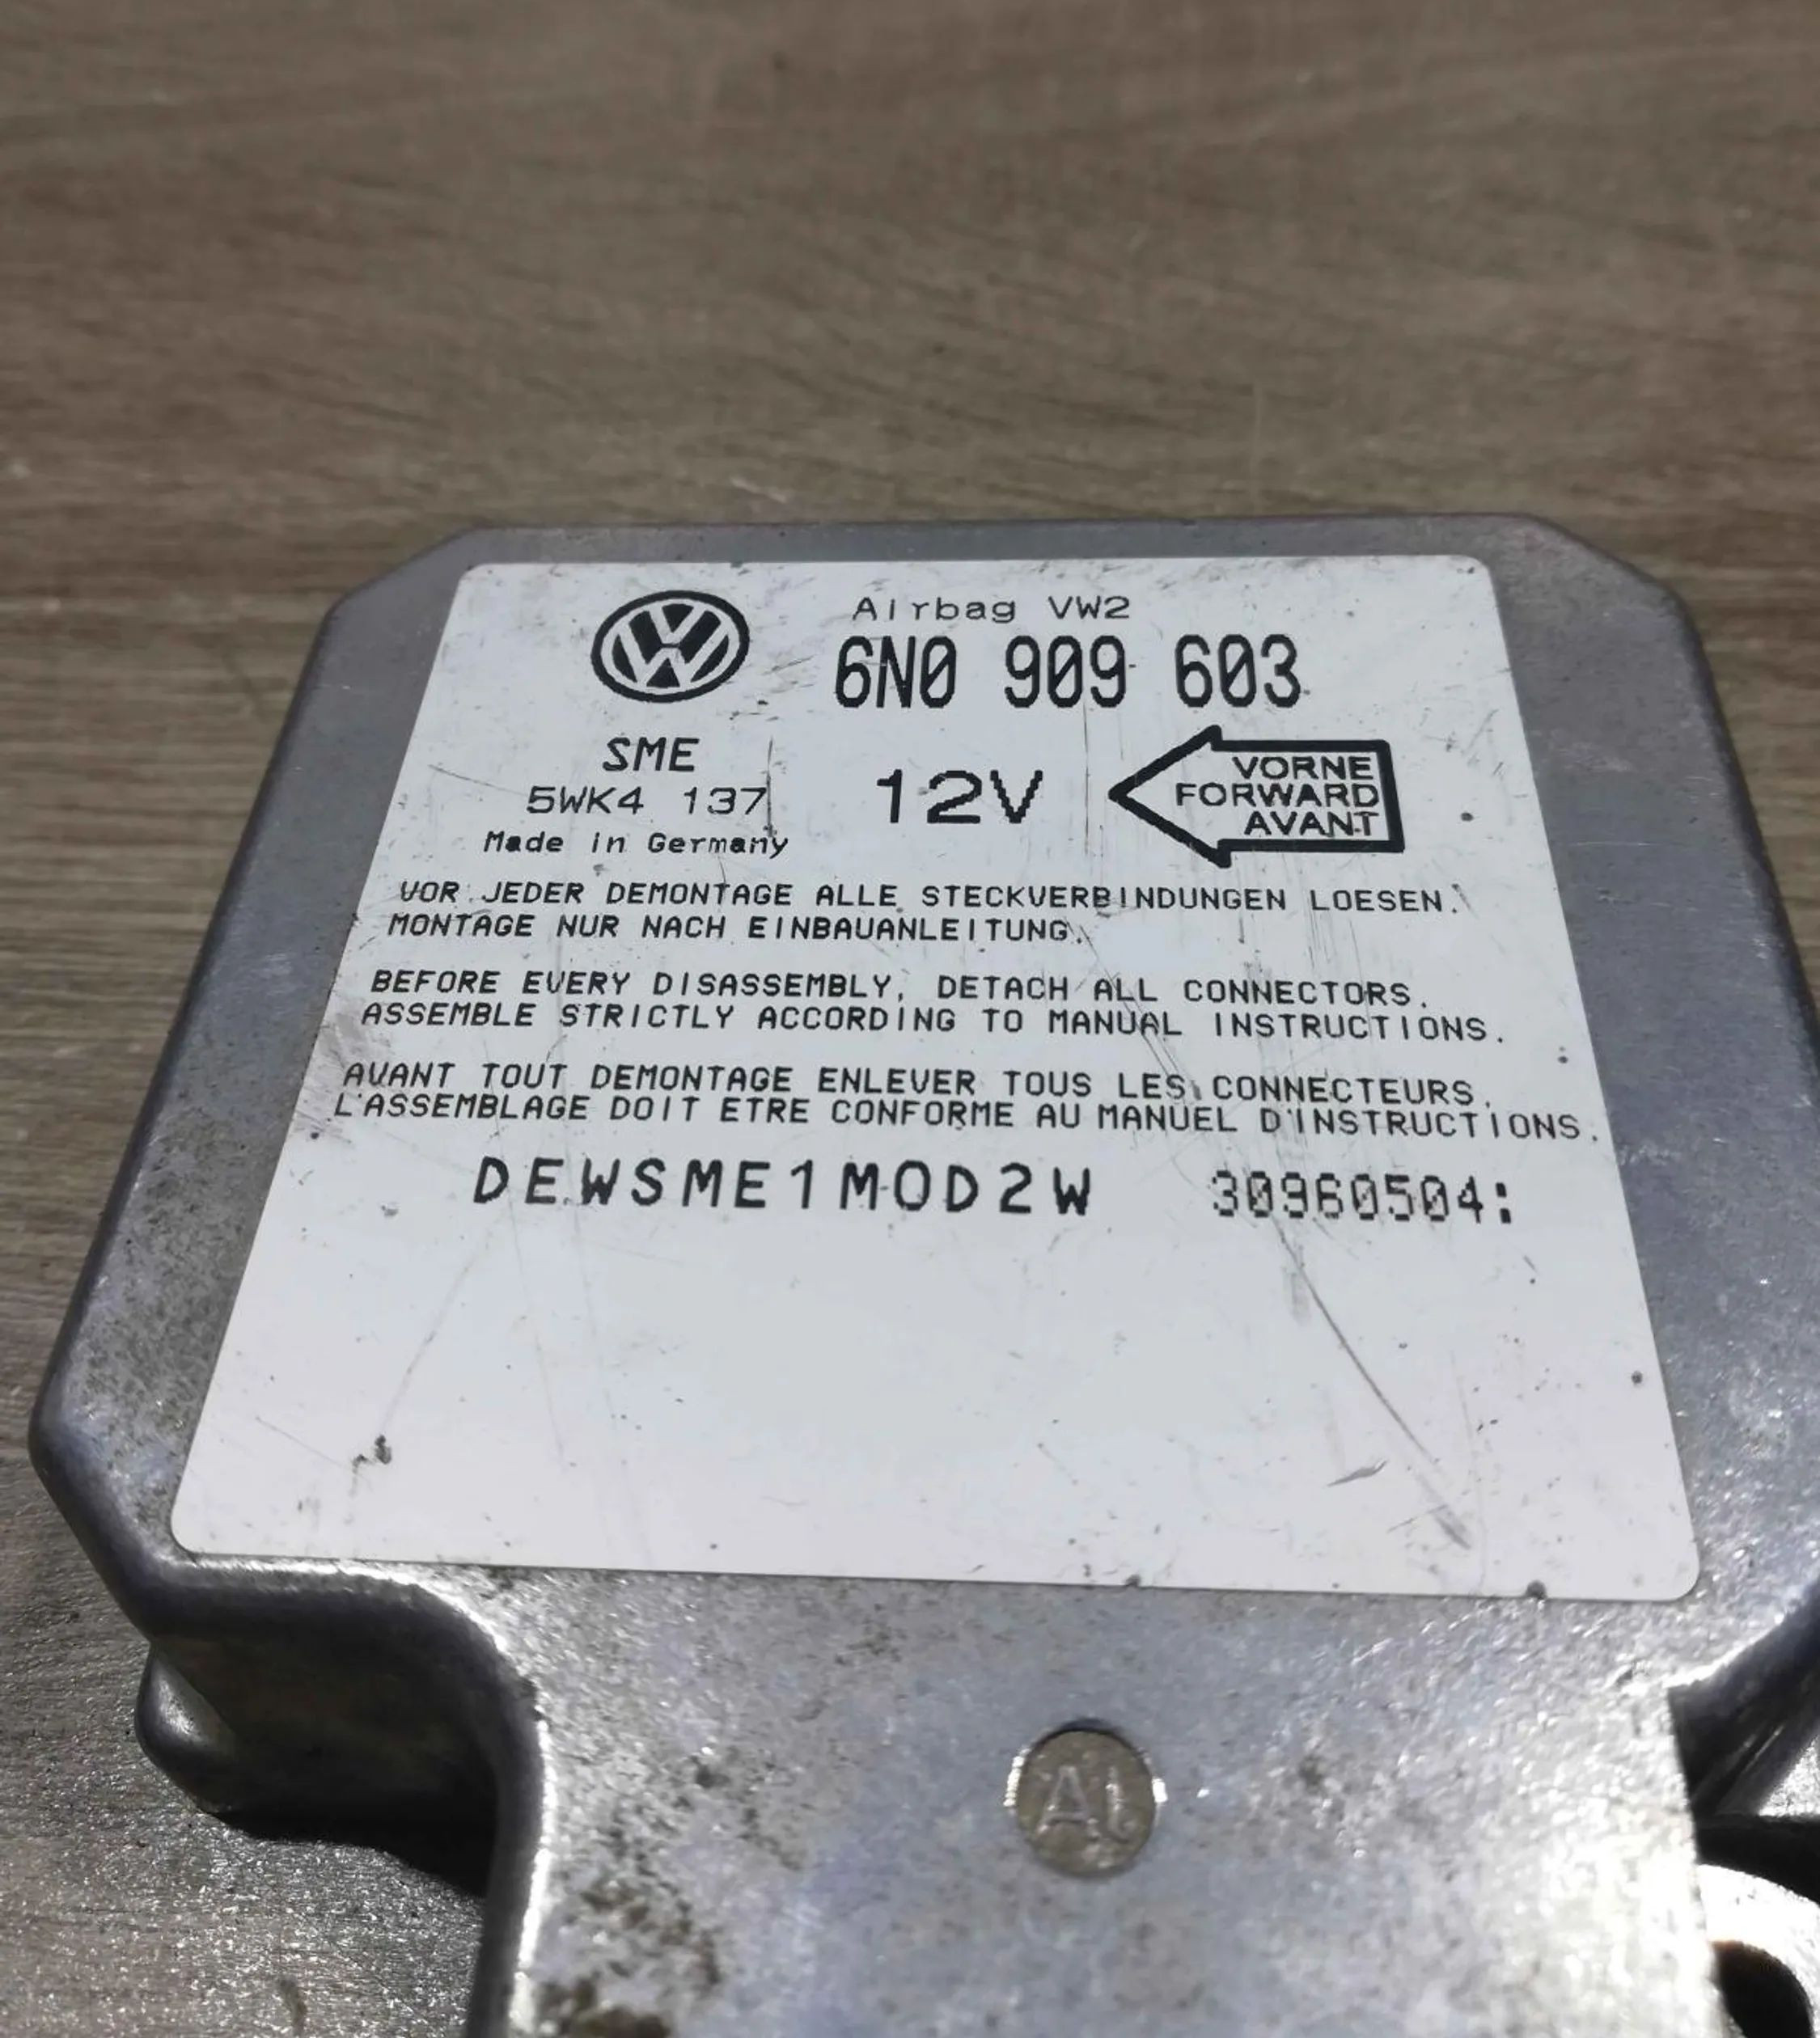 Airbag VW2
6N0 909 603
SME
5WK4 137
Made in Germany
12V
VORNE
FORWARD
AVANT
VOR JEDER DEMONTAGE ALLE STECKVERBINDUNGEN LOESEN.
MONTAGE NUR NACH EINBAUANLEITUNG.
BEFORE EVERY DISASSEMBLY, DETACH ALL CONNECTORS.
ASSEMBLE STRICTLY ACCORDING TO MANUAL INSTRUCTIONS.
AVANT TOUT DEMONTAGE ENLEVER TOUS LES CONNECTEURS.
L'ASSEMBLAGE DOIT ETRE CONFORME AU MANUEL D'INSTRUCTIONS.
DEWSME1MOD2W 30960504:
Al